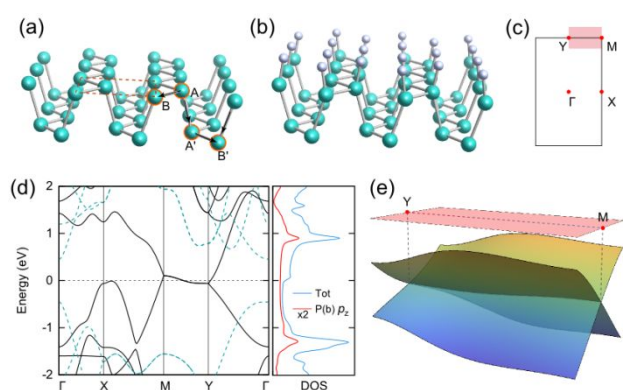 (a)
A
B
A'
B'
(b)
(c)
Y
M
Γ
X
(d)
Energy (eV)
2
1
0
-1
-2
Γ
X
M
Y
Γ
Tot
x2
P(b) pz
DOS
(e)
Y
M